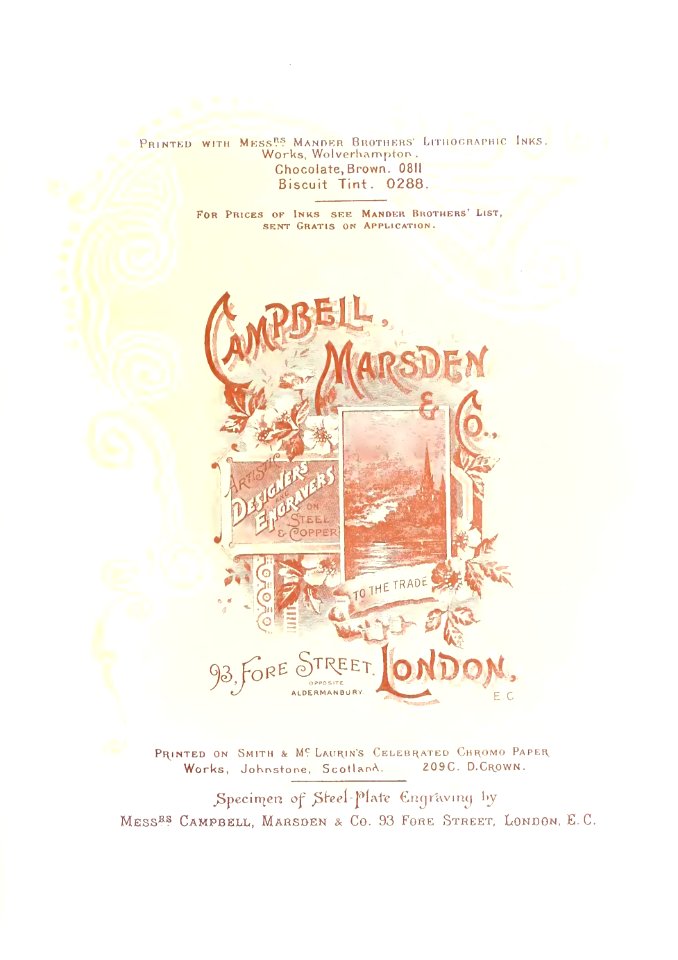 PRINTED WITH MESSRS MANDER BROTHERS' LITHOGRAPHIC INKS.
Works, Wolverhampton.
Chocolate, Brown. 0811
Biscuit Tint. 0288.
FOR PRICES OF INKS SEE MANDER BROTHERS' LIST,
SENT GRATIS ON APPLICATION.
CAMPBELL,
MARSDEN
& Co.,
ARTISTIC
DESIGNERS
AND
ENGRAVERS
ON
STEEL
& COPPER
TO THE TRADE
93, FORE STREET.
OPPOSITE
ALDERMANBURY
LONDON,
E C
PRINTED ON SMITH & Mc LAURIN'S CELEBRATED CHROMO PAPER
Works, Johnstone, Scotland. 209C. D.CROWN.
Specimen of Steel-Plate Engraving by
MESSRS CAMPBELL, MARSDEN & Co. 93 FORE STREET, LONDON, E.C.